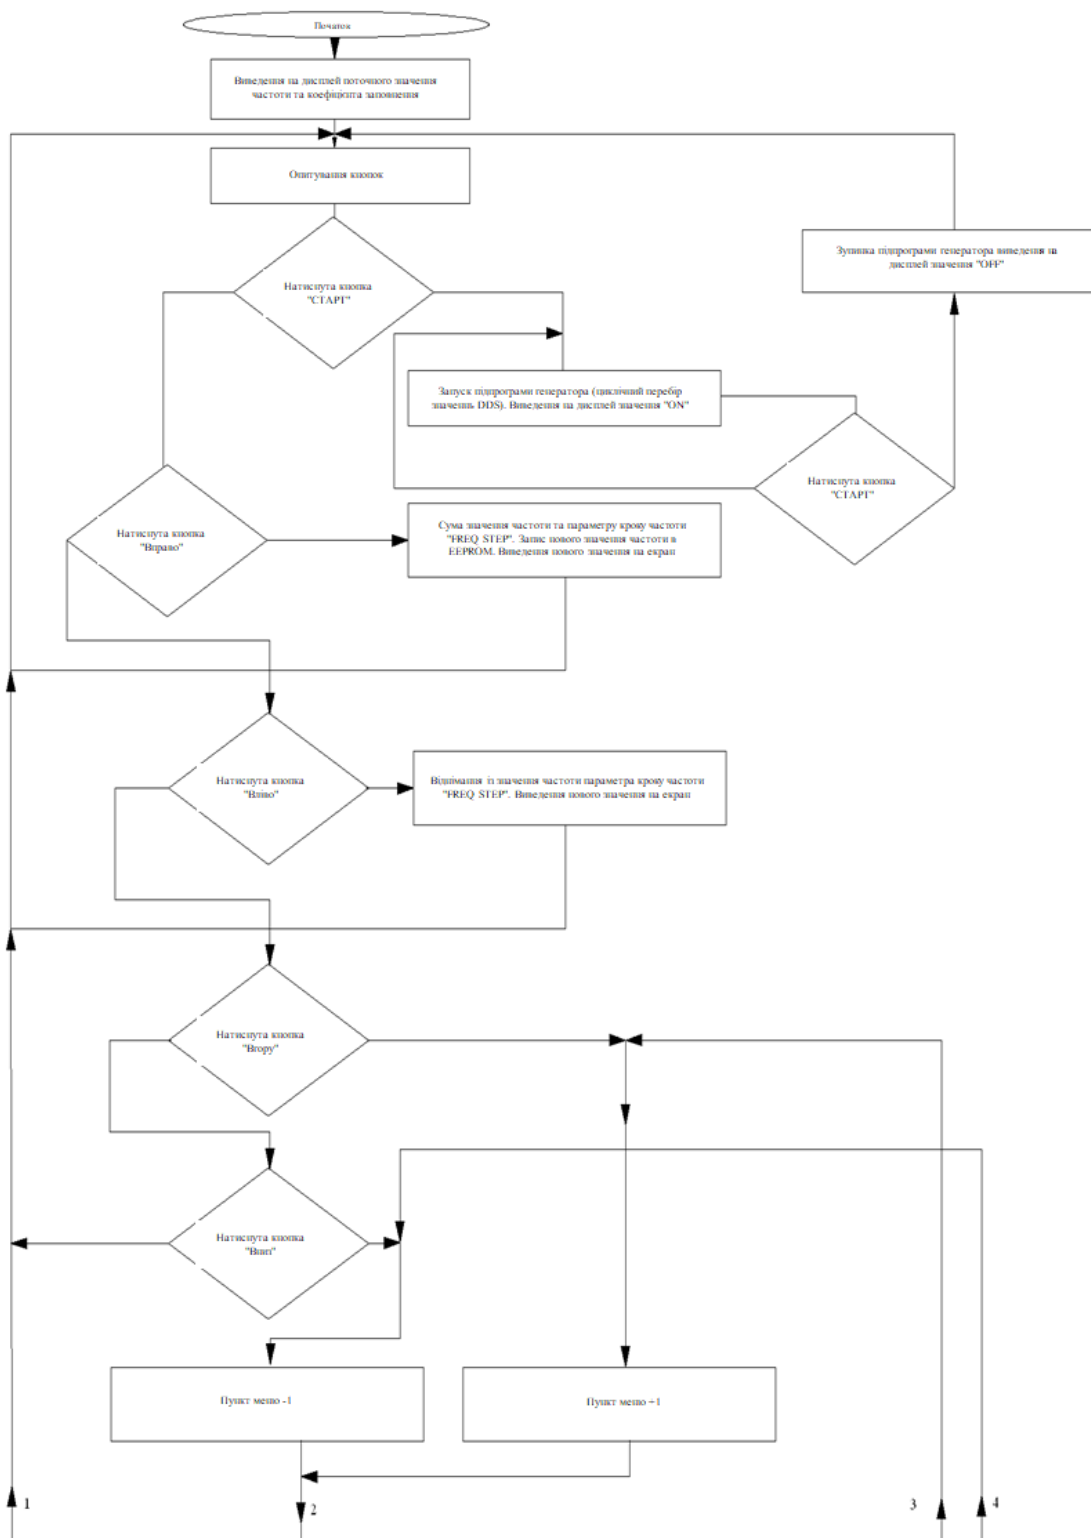 Початок
Виведення на дисплей поточного значення
частоти та коефіцієнта заповнення
Опитування кнопок
Зупинка підпрограми генератора виведення на
дисплей значення "OFF"
Натиснута кнопка
"СТАРТ"
Запуск підпрограми генератора (циклічний перебір
значень DDS). Виведення на дисплей значення "ON"
Натиснута кнопка
"СТАРТ"
Натиснута кнопка
"Вправо"
Сума значення частоти та параметру кроку частоти
"FREQ STEP". Запис нового значення частоти в
EEPROM. Виведення нового значення на екран
Натиснута кнопка
"Вліво"
Віднімання із значення частоти параметра кроку частоти
"FREQ STEP". Виведення нового значення на екран
Натиснута кнопка
"Вгору"
Натиснута кнопка
"Вниз"
Пункт меню -1
Пункт меню +1
1
2
3
4